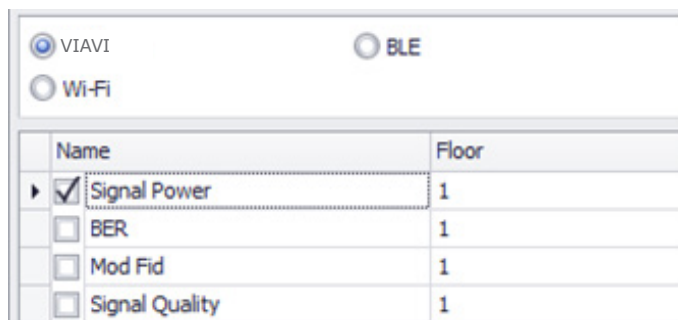 VIAVI BLE
Wi-Fi
Name Floor
Signal Power 1
BER 1
Mod Fid 1
Signal Quality 1